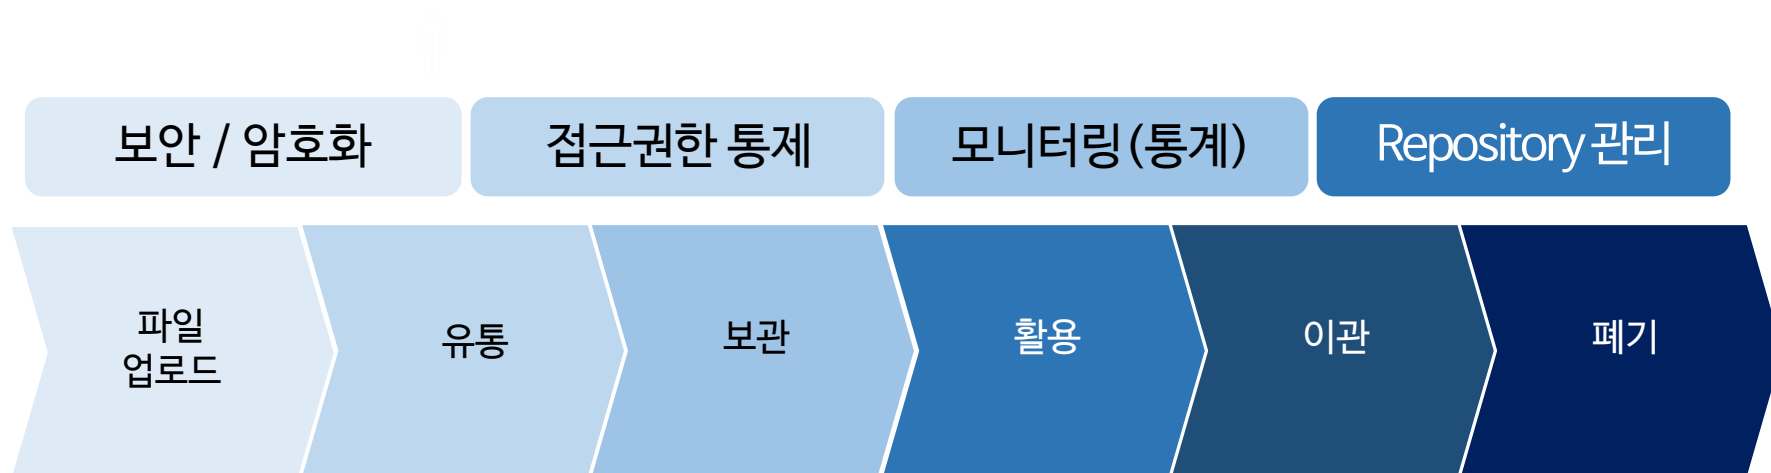 보안 / 암호화
접근권한 통제
모니터링(통계)
Repository 관리
파일
업로드
유통
보관
활용
이관
폐기